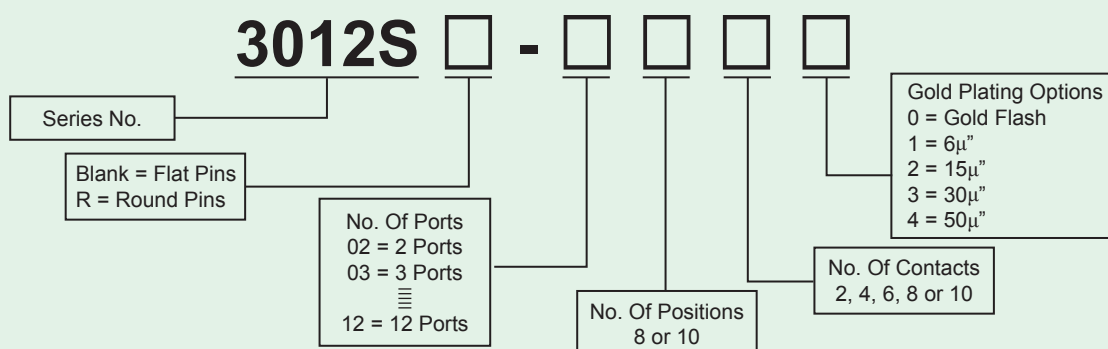 3012S □ - □ □ □ □
Series No.
Blank = Flat Pins
R = Round Pins
No. Of Ports
02 = 2 Ports
03 = 3 Ports
12 = 12 Ports
No. Of Positions
8 or 10
No. Of Contacts
2, 4, 6, 8 or 10
Gold Plating Options
0 = Gold Flash
1 = 6µ”
2 = 15µ”
3 = 30µ”
4 = 50µ”